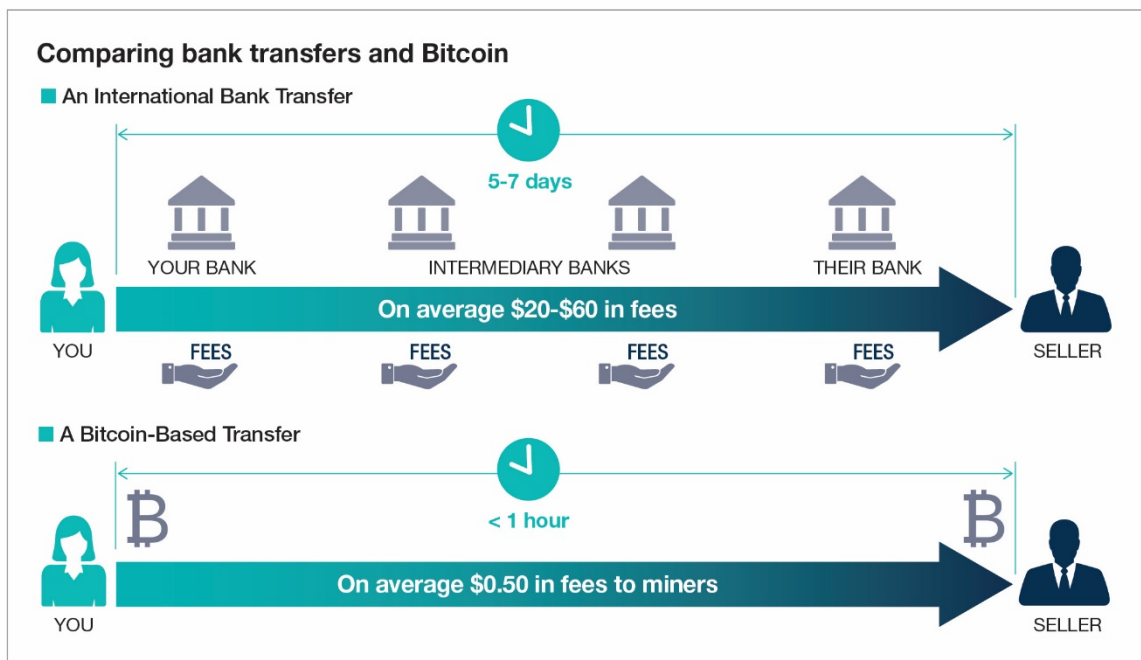 Comparing bank transfers and Bitcoin
An International Bank Transfer
5-7 days
YOUR BANK
INTERMEDIARY BANKS
THEIR BANK
On average $20-$60 in fees
YOU
FEES
FEES
FEES
FEES
SELLER
A Bitcoin-Based Transfer
< 1 hour
On average $0.50 in fees to miners
YOU
SELLER